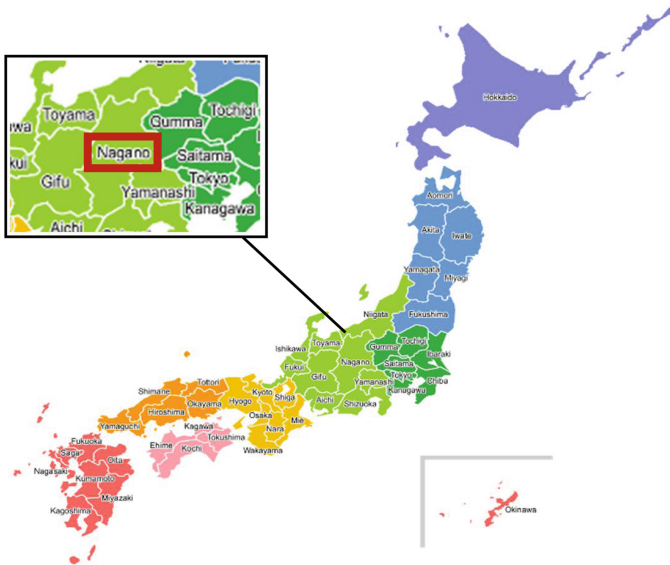 Niigata
Toyama
Gumma
Tochigi
Nagano
Saitama
Gifu
Tokyo
Yamanashi
Kanagawa
Aichi
Hokkaido
Aomori
Akita
Iwate
Yamagata
Miyagi
Fukushima
Niigata
Ishikawa
Toyama
Gumma
Tochigi
Ibaraki
Fukui
Nagano
Saitama
Gifu
Tokyo
Yamanashi
Chiba
Kanagawa
Aichi
Shizuoka
Tottori
Shimane
Kyoto
Shiga
Okayama
Hyogo
Hiroshima
Osaka
Mie
Yamaguchi
Nara
Kagawa
Tokushima
Wakayama
Ehime
Kochi
Fukuoka
Saga
Oita
Nagasaki
Kumamoto
Miyazaki
Kagoshima
Okinawa